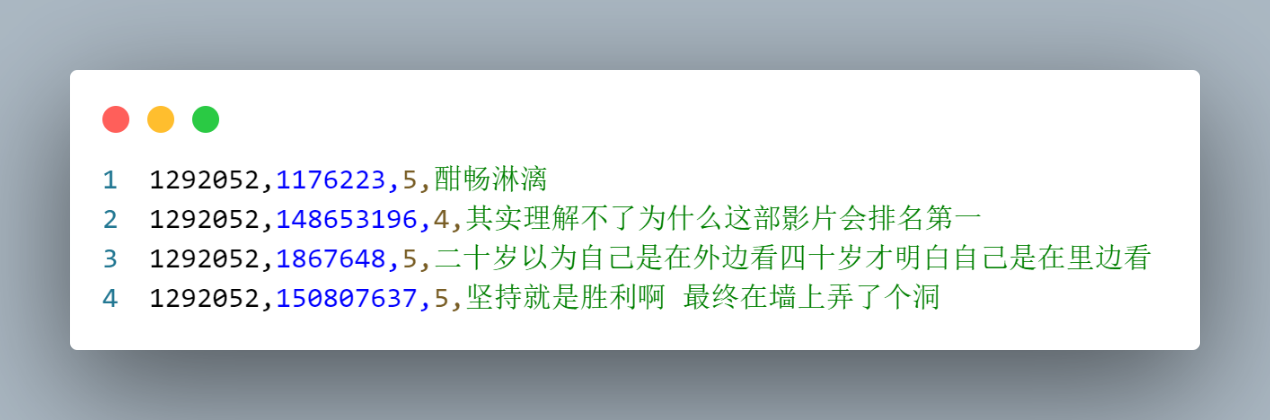 1 1292052,1176223,5,酣畅淋漓
2 1292052,148653196,4,其实理解不了为什么这部影片会排名第一
3 1292052,1867648,5,二十岁以为自己是在外边看四十岁才明白自己是在里边看
4 1292052,150807637,5,坚持就是胜利啊 最终在墙上弄了个洞